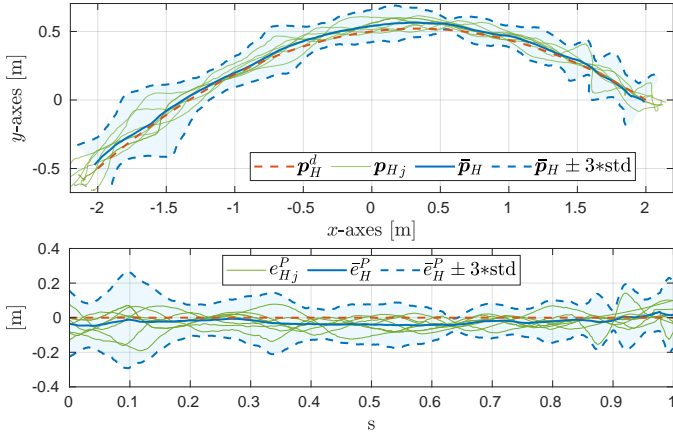 0.5
0
-0.5
y-axes [m]
p_H^d p_Hj p̄_H p̄_H ± 3*std
-2 -1.5 -1 -0.5 0 0.5 1 1.5 2
x-axes [m]
0.4
0.2
0
-0.2
-0.4
[m]
e_Hj^P ē_H^P ē_H^P ± 3*std
0 0.1 0.2 0.3 0.4 0.5 0.6 0.7 0.8 0.9 1
s